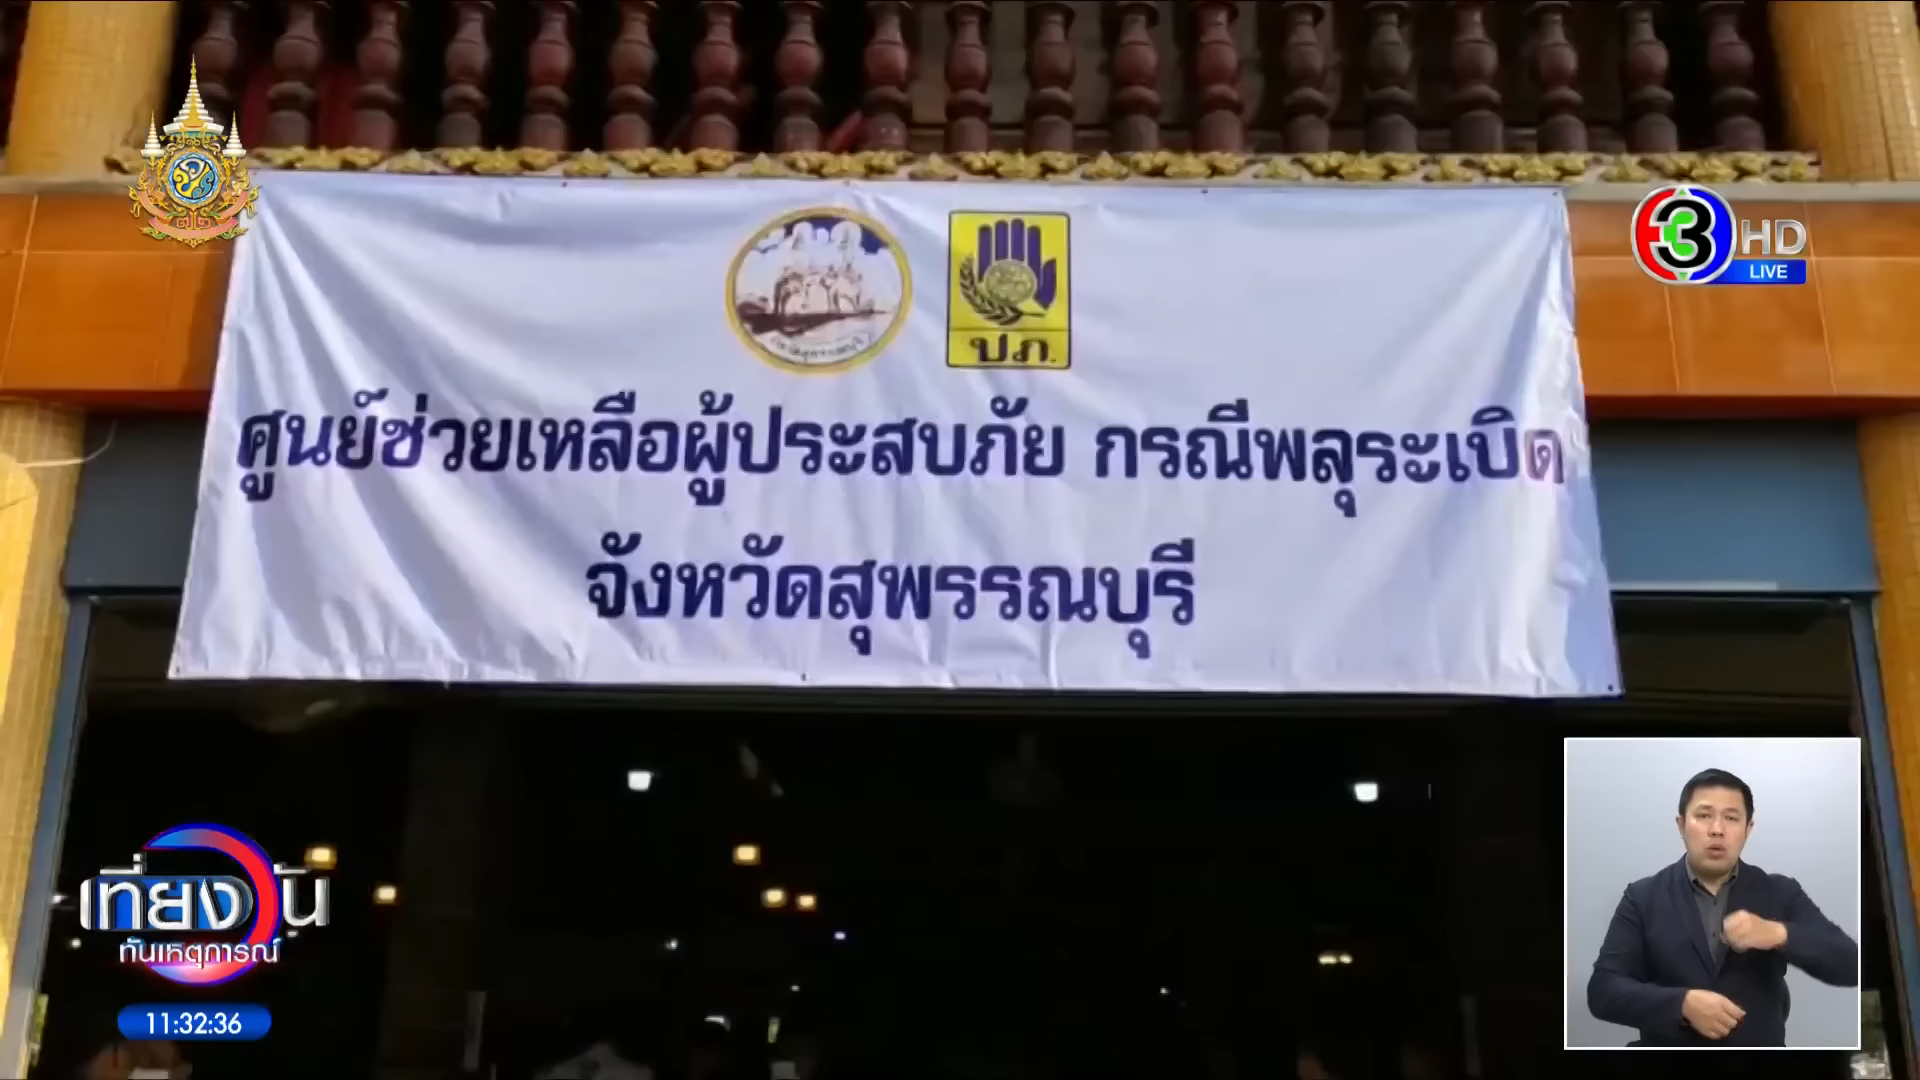 3 HD
LIVE
ปภ.
ศูนย์ช่วยเหลือผู้ประสบภัย กรณีพลุระเบิด
จังหวัดสุพรรณบุรี
เที่ยงวัน
ทันเหตุการณ์
11:32:36